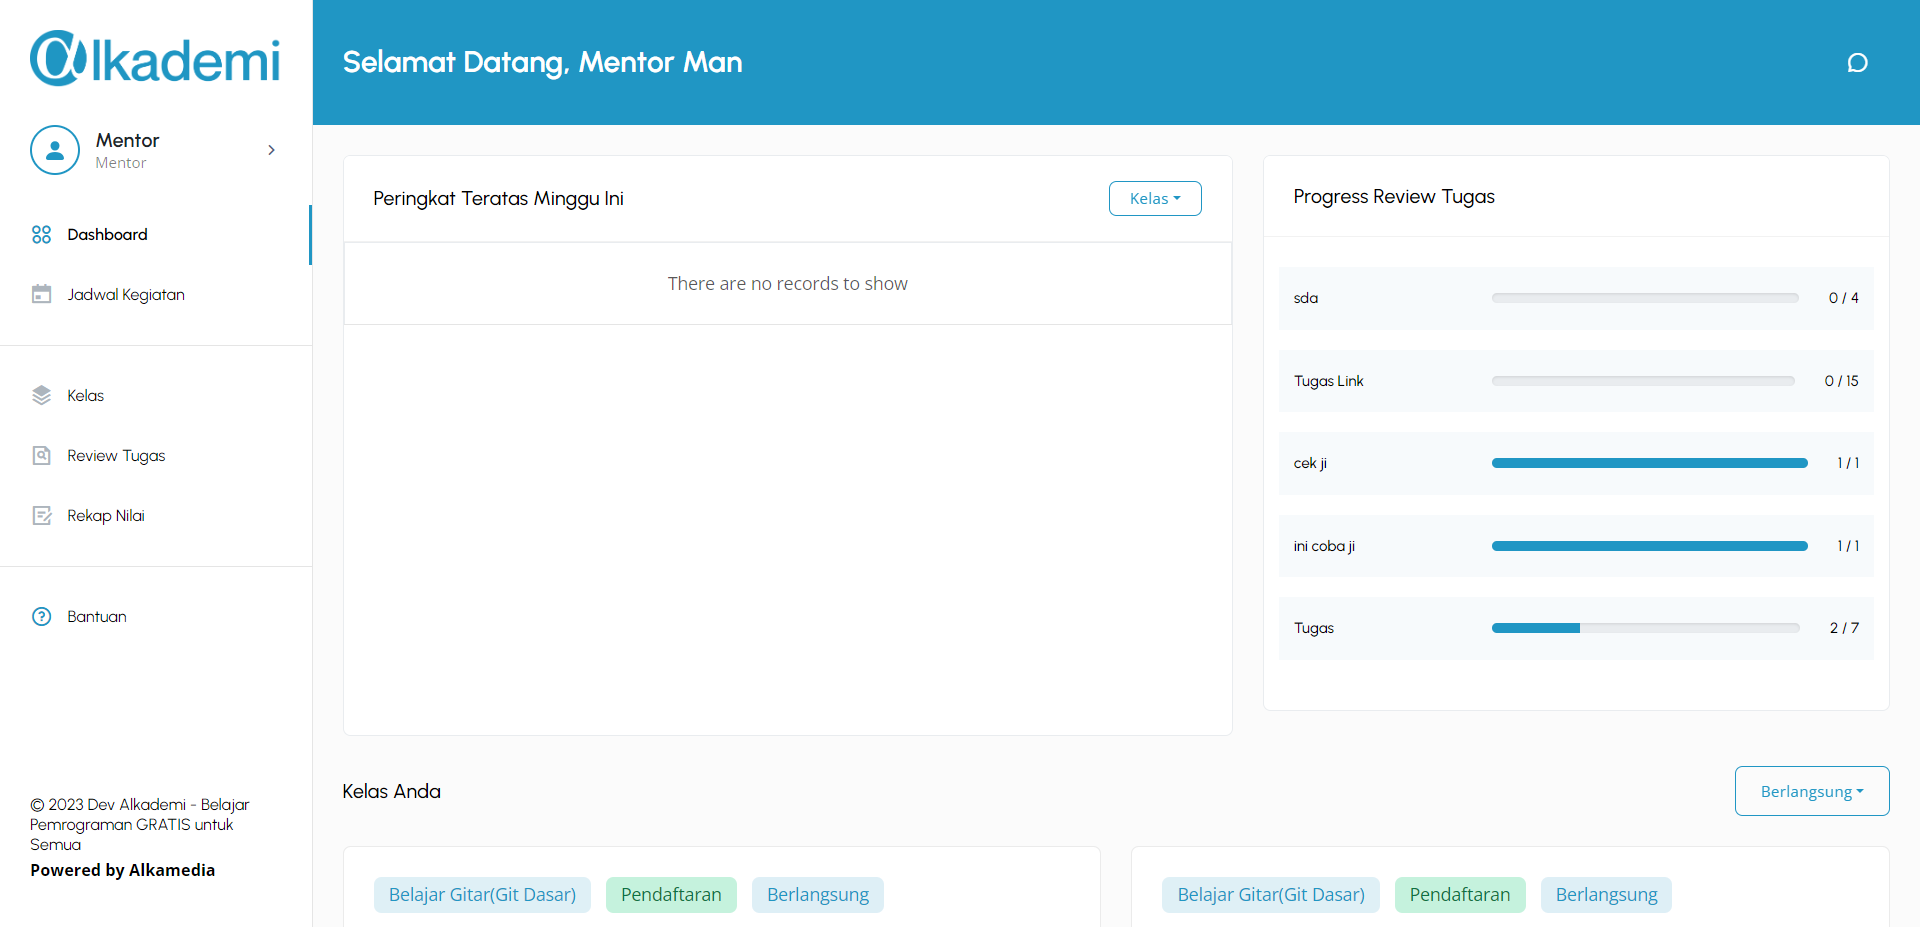 @lkademi
Selamat Datang, Mentor Man
Mentor
Mentor
Dashboard
Jadwal Kegiatan
Kelas
Review Tugas
Rekap Nilai
Bantuan
© 2023 Dev Alkademi - Belajar
Pemrograman GRATIS untuk
Semua
Powered by Alkamedia
Peringkat Teratas Minggu Ini
Kelas
There are no records to show
Progress Review Tugas
sda 0 / 4
Tugas Link 0 / 15
cek ji 1 / 1
ini coba ji 1 / 1
Tugas 2 / 7
Kelas Anda
Berlangsung
Belajar Gitar(Git Dasar) Pendaftaran Berlangsung
Belajar Gitar(Git Dasar) Pendaftaran Berlangsung